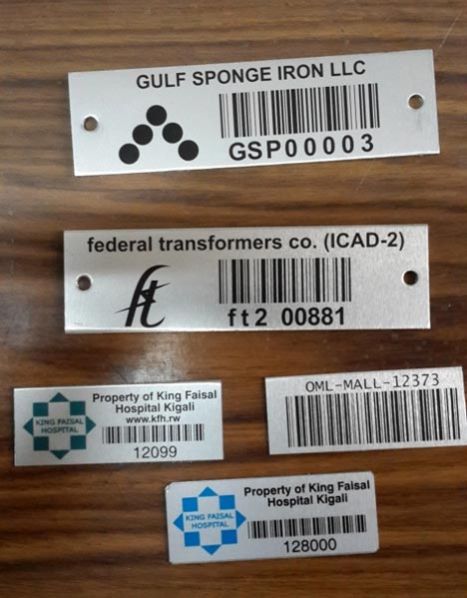 GULF SPONGE IRON LLC
GSP00003
federal transformers co. (ICAD-2)
ft
ft2 00881
Property of King Faisal
Hospital Kigali
www.kfh.rw
KING FAISAL
HOSPITAL
12099
OML-MALL-12373
Property of King Faisal
Hospital Kigali
KING FAISAL
HOSPITAL
128000